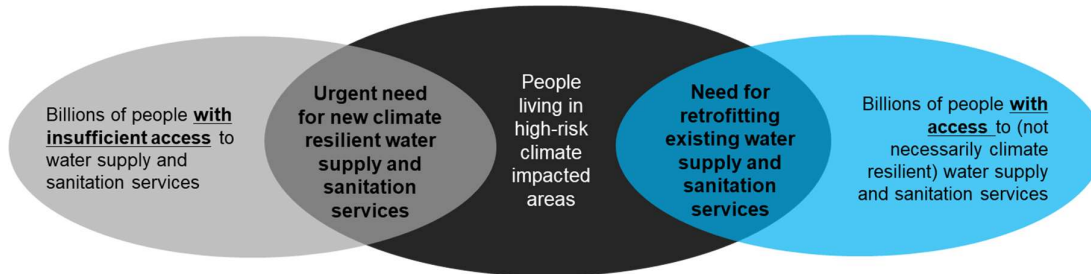 Billions of people with
insufficient access to
water supply and
sanitation services
Urgent need
for new climate
resilient water
supply and
sanitation
services
People
living in
high-risk
climate
impacted
areas
Need for
retrofitting
existing water
supply and
sanitation
services
Billions of people with
access to (not
necessarily climate
resilient) water supply
and sanitation services